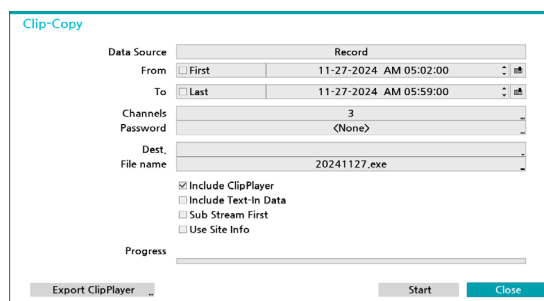 Clip-Copy
Data Source Record
From First 11-27-2024 AM 05:02:00
To Last 11-27-2024 AM 05:59:00
Channels 3 ...
Password <None> ...
Dest. ...
File name 20241127.exe ...
Include ClipPlayer
Include Text-In Data
Sub Stream First
Use Site Info
Progress
Export ClipPlayer ... Start Close